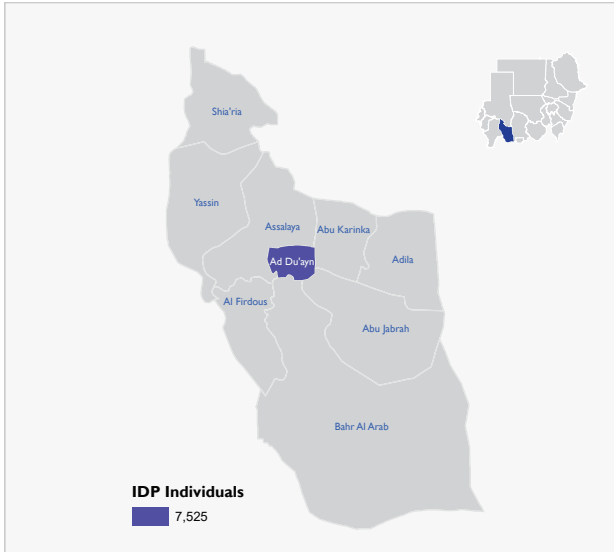 Shia'ria
Yassin
Assalaya
Abu Karinka
Ad Du'ayn
Adila
Al Firdous
Abu Jabrah
Bahr Al Arab
IDP Individuals
7,525